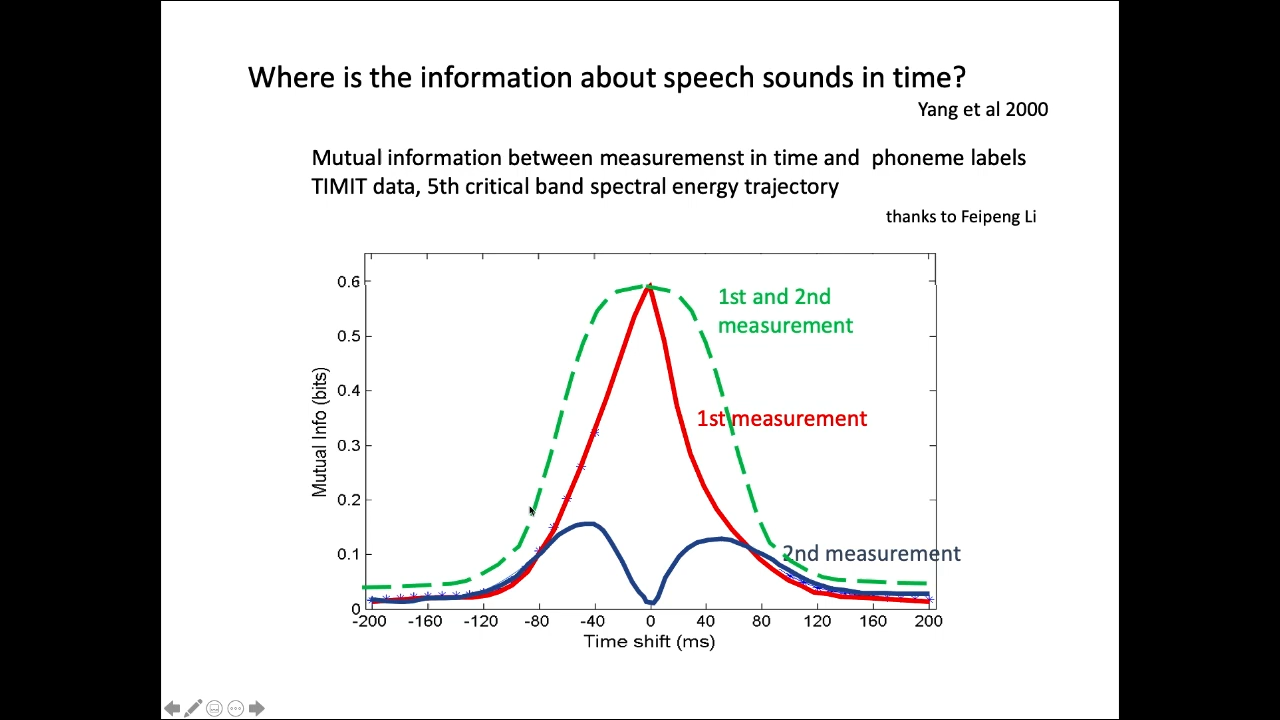 Where is the information about speech sounds in time?
Yang et al 2000
Mutual information between measuremenst in time and phoneme labels
TIMIT data, 5th critical band spectral energy trajectory
thanks to Feipeng Li
0.6
0.5
0.4
0.3
0.2
0.1
0
Mutual Info (bits)
1st and 2nd
measurement
1st measurement
2nd measurement
-200 -160 -120 -80 -40 0 40 80 120 160 200
Time shift (ms)